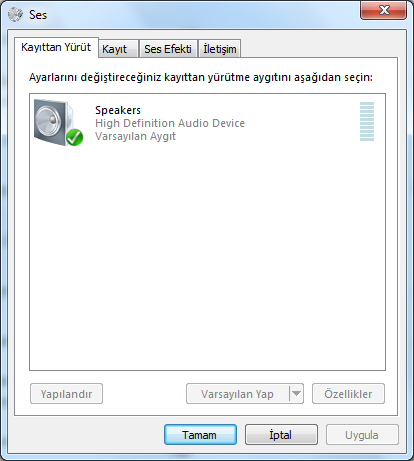 Ses
Kayıttan Yürüt Kayıt Ses Efekti İletişim
Ayarlarını değiştireceğiniz kayıttan yürütme aygıtını aşağıdan seçin:
Speakers
High Definition Audio Device
Varsayılan Aygıt
Yapılandır Varsayılan Yap Özellikler
Tamam İptal Uygula